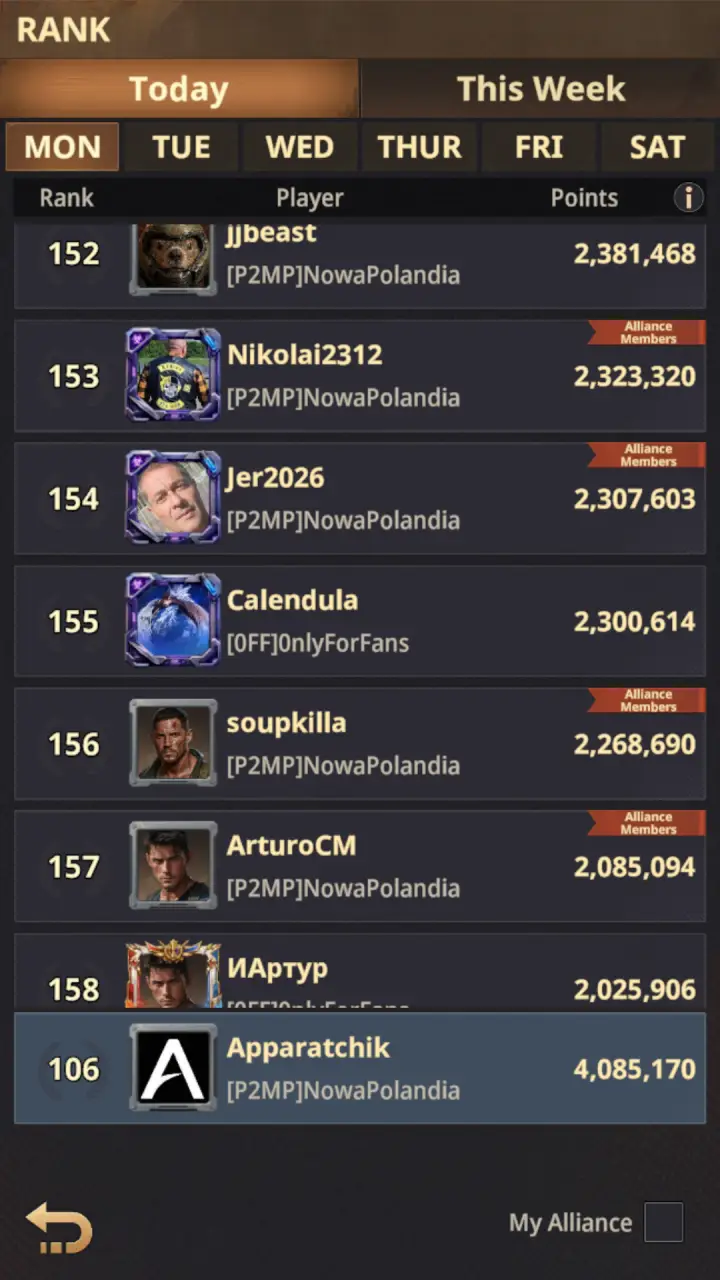 RANK
Today
This Week
MON
TUE
WED
THUR
FRI
SAT
Rank
Player
Points
152
jjbeast
[P2MP]NowaPolandia
2,381,468
153
Nikolai2312
[P2MP]NowaPolandia
Alliance
Members
2,323,320
154
Jer2026
[P2MP]NowaPolandia
Alliance
Members
2,307,603
155
Calendula
[0FF]0nlyForFans
2,300,614
156
soupkilla
[P2MP]NowaPolandia
Alliance
Members
2,268,690
157
ArturoCM
[P2MP]NowaPolandia
Alliance
Members
2,085,094
158
ИАртур
[0FF]0nlyForFans
2,025,906
106
Apparatchik
[P2MP]NowaPolandia
4,085,170
My Alliance